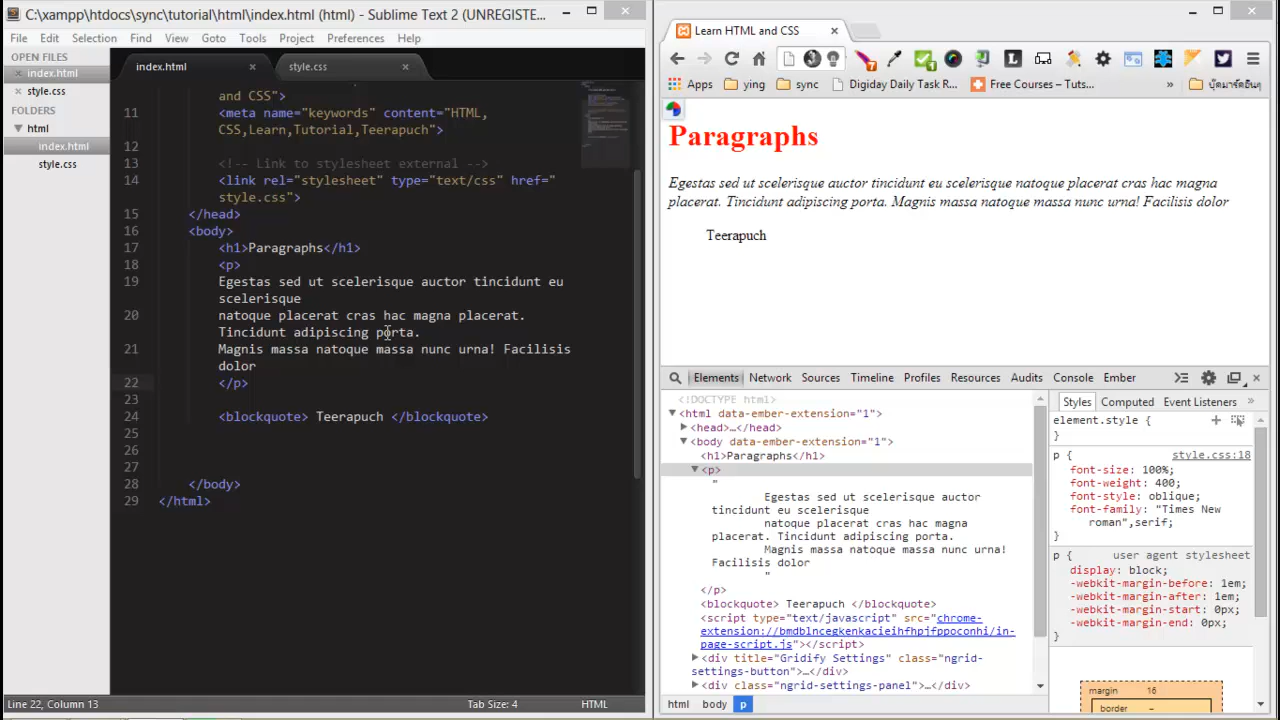 C:\xampp\htdocs\sync\tutorial\html\index.html (html) - Sublime Text 2 (UNREGISTE...
File Edit Selection Find View Goto Tools Project Preferences Help
OPEN FILES
index.html
style.css
FOLDERS
html
index.html
style.css
index.html
style.css
and CSS">
11 <meta name="keywords" content="HTML,
CSS,Learn,Tutorial,Teerapuch">
12
13 <!-- Link to stylesheet external -->
14 <link rel="stylesheet" type="text/css" href="
style.css">
15 </head>
16 <body>
17 <h1>Paragraphs</h1>
18 <p>
19 Egestas sed ut scelerisque auctor tincidunt eu
scelerisque
20 natoque placerat cras hac magna placerat.
Tincidunt adipiscing porta.
21 Magnis massa natoque massa nunc urna! Facilisis
dolor
22 </p>
23
24 <blockquote> Teerapuch </blockquote>
25
26
27
28 </body>
29 </html>
Line 22, Column 13
Tab Size: 4
HTML
Learn HTML and CSS
Apps ying sync Digiday Daily Task R... Free Courses – Tuts... » บุ๊คมาร์คอื่นๆ
Paragraphs
Egestas sed ut scelerisque auctor tincidunt eu scelerisque natoque placerat cras hac magna
placerat. Tincidunt adipiscing porta. Magnis massa natoque massa nunc urna! Facilisis dolor
Teerapuch
Elements Network Sources Timeline Profiles Resources Audits Console Ember
<!DOCTYPE html>
<html data-ember-extension="1">
<head>…</head>
<body data-ember-extension="1">
<h1>Paragraphs</h1>
<p>
"
Egestas sed ut scelerisque auctor
tincidunt eu scelerisque
natoque placerat cras hac magna
placerat. Tincidunt adipiscing porta.
Magnis massa natoque massa nunc urna!
Facilisis dolor
"
</p>
<blockquote> Teerapuch </blockquote>
<script type="text/javascript" src="chrome-
extension://bmdblncegkenkacieihfhpjfppoconhi/in-
page-script.js"></script>
<div title="Gridify Settings" class="ngrid-
settings-button">…</div>
<div class="ngrid-settings-panel">…</div>
html body p
Styles Computed Event Listeners »
element.style {
}
p { style.css:18
font-size: 100%;
font-weight: 400;
font-style: oblique;
font-family: "Times New
roman",serif;
}
p { user agent stylesheet
display: block;
-webkit-margin-before: 1em;
-webkit-margin-after: 1em;
-webkit-margin-start: 0px;
-webkit-margin-end: 0px;
}
margin 16
border –